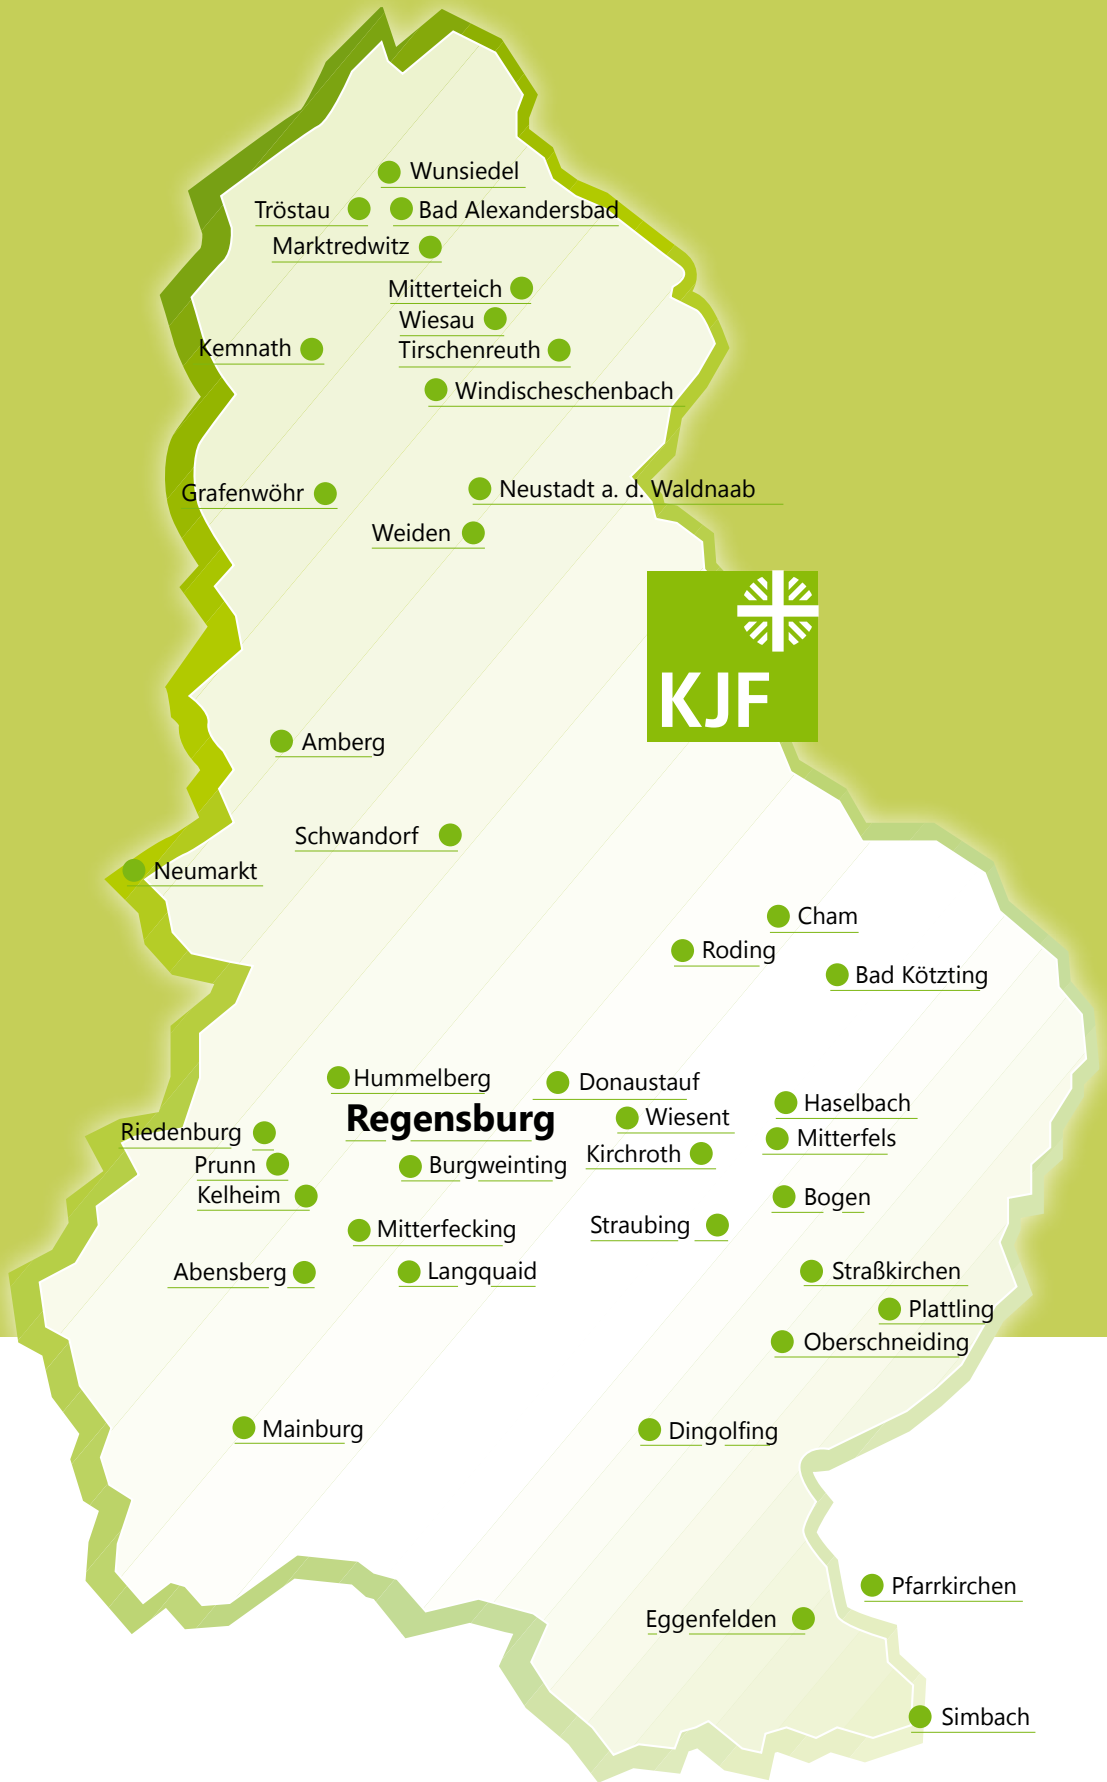 Wunsiedel
Tröstau
Bad Alexandersbad
Marktredwitz
Mitterteich
Wiesau
Kemnath
Tirschenreuth
Windischeschenbach
Grafenwöhr
Neustadt a. d. Waldnaab
Weiden
KJF
Amberg
Schwandorf
Neumarkt
Cham
Roding
Bad Kötzting
Hummelberg
Donaustauf
Haselbach
Regensburg
Wiesent
Riedenburg
Mitterfels
Kirchroth
Prunn
Burgweinting
Kelheim
Bogen
Mitterfecking
Straubing
Abensberg
Langquaid
Straßkirchen
Plattling
Oberschneiding
Mainburg
Dingolfing
Pfarrkirchen
Eggenfelden
Simbach